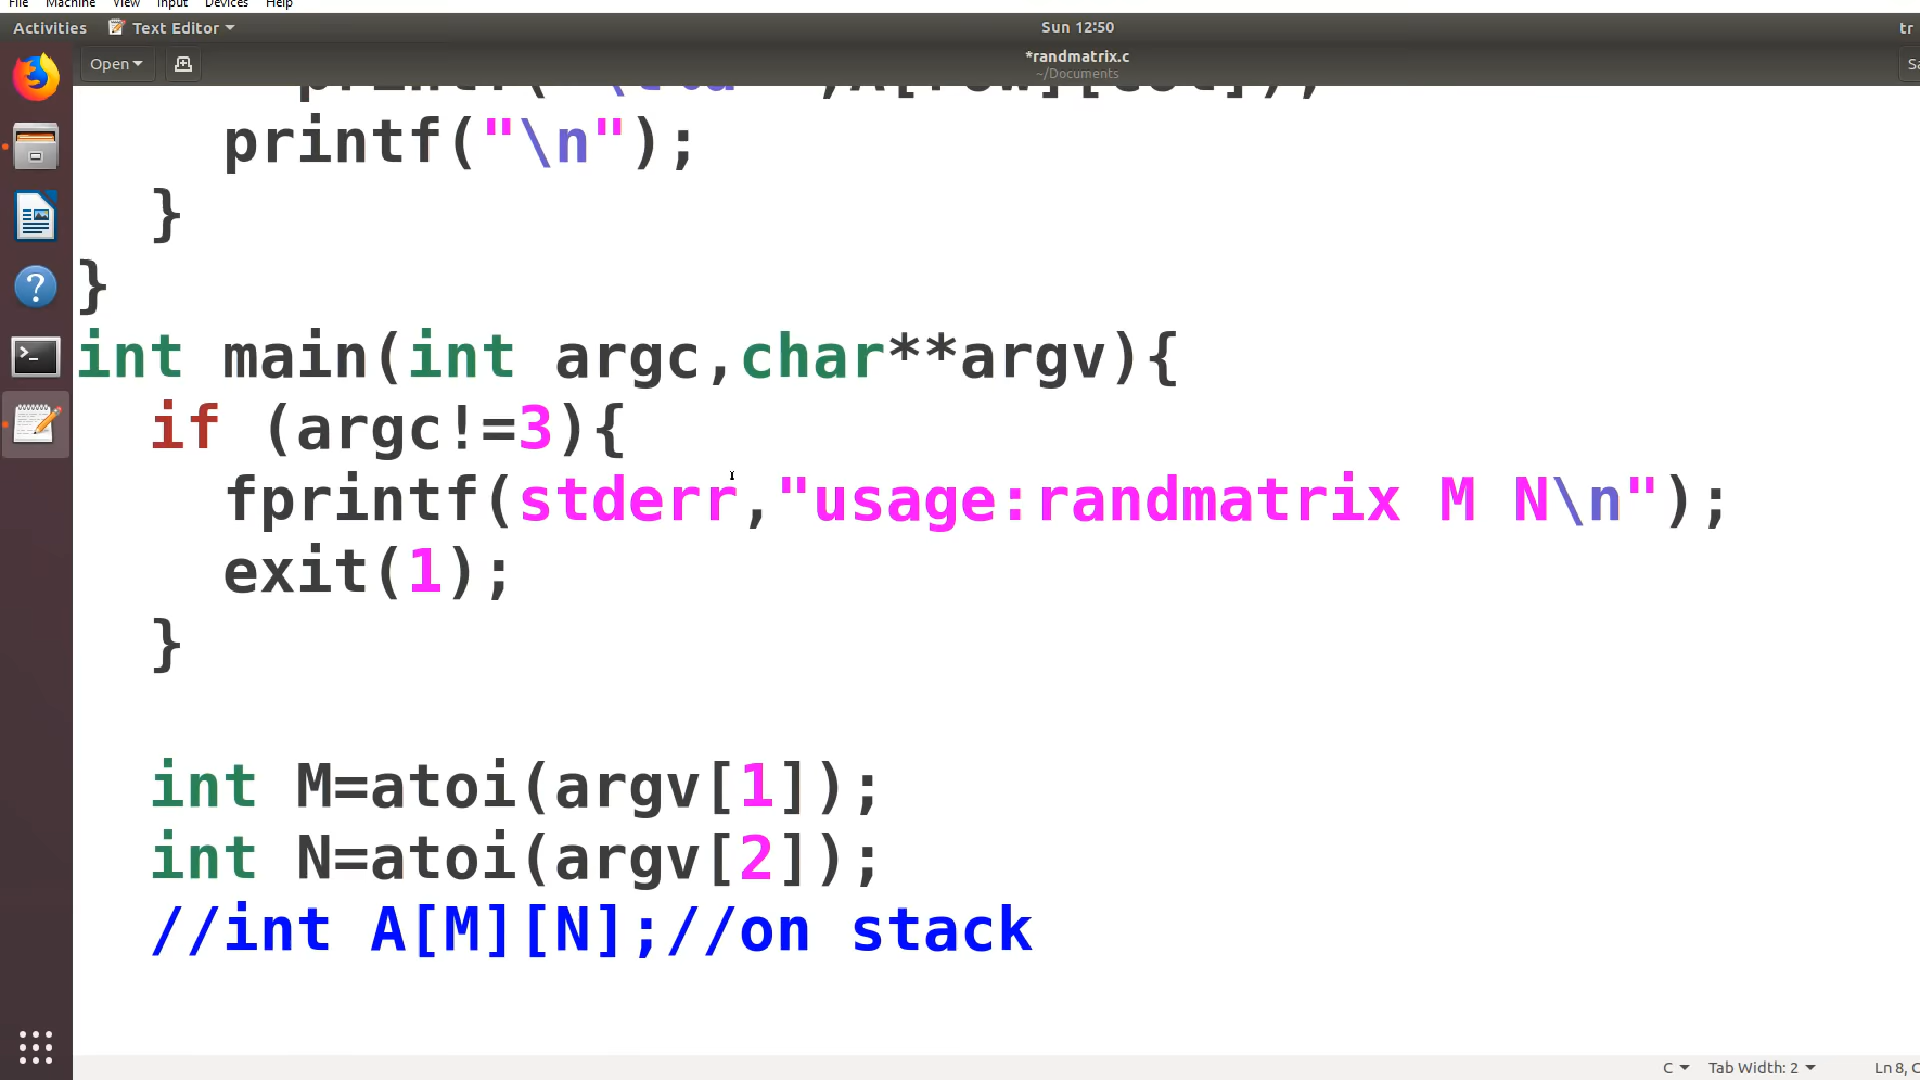 File Machine View Input Devices Help
Activities Text Editor Sun 12:50 tr
Open *randmatrix.c
~/Documents
printf("\n");
}
}
int main(int argc,char**argv){
if (argc!=3){
fprintf(stderr,"usage:randmatrix M N\n");
exit(1);
}
int M=atoi(argv[1]);
int N=atoi(argv[2]);
//int A[M][N];//on stack
C Tab Width: 2 Ln 8,